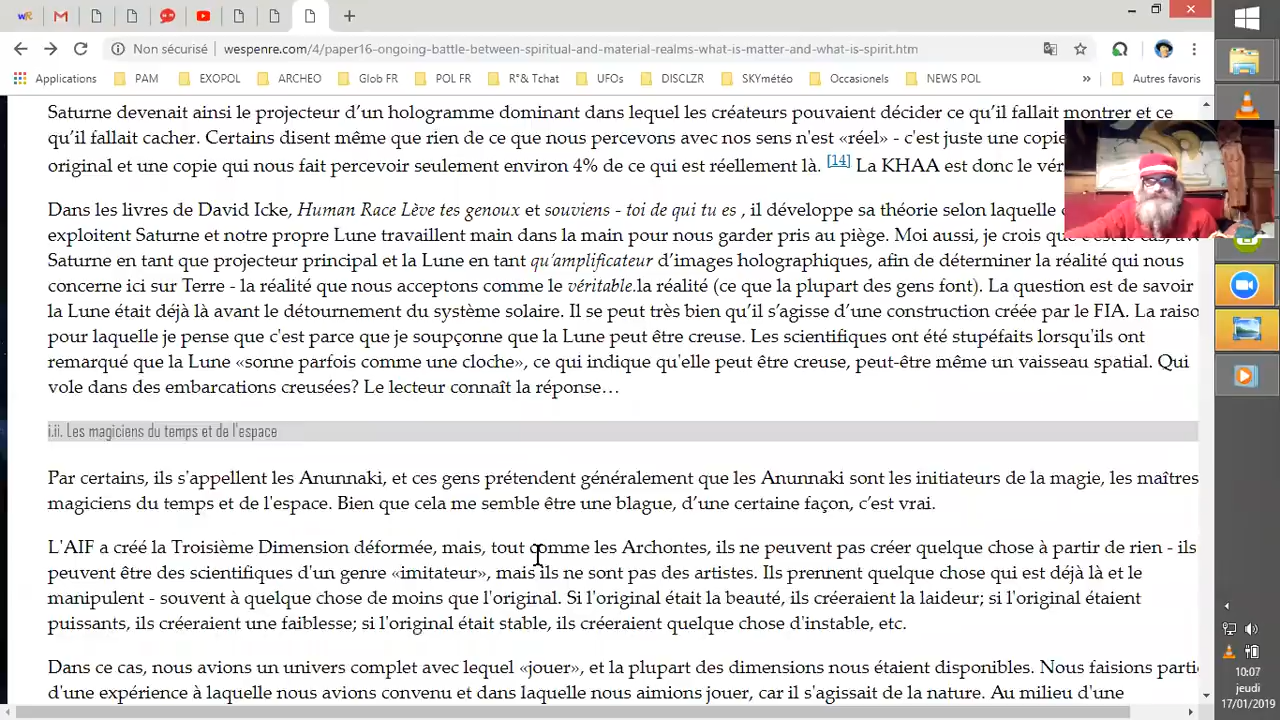 Non sécurisé wespenre.com/4/paper16-ongoing-battle-between-spiritual-and-material-realms-what-is-matter-and-what-is-spirit.htm
Applications PAM EXOPOL ARCHEO Glob FR POL FR R°& Tchat UFOs DISCLZR SKYmétéo Occasionels NEWS POL » Autres favoris
Saturne devenait ainsi le projecteur d'un hologramme dominant dans lequel les créateurs pouvaient décider ce qu'il fallait montrer et ce
qu'il fallait cacher. Certains disent même que rien de ce que nous percevons avec nos sens n'est «réel» - c'est juste une copie
original et une copie qui nous fait percevoir seulement environ 4% de ce qui est réellement là. [14] La KHAA est donc le
Dans les livres de David Icke, Human Race Lève tes genoux et souviens - toi de qui tu es , il développe sa théorie selon laquelle
exploitent Saturne et notre propre Lune travaillent main dans la main pour nous garder pris au piège. Moi aussi, je crois que c'est le cas,
Saturne en tant que projecteur principal et la Lune en tant qu'amplificateur d'images holographiques, afin de déterminer la réalité qui nous
concerne ici sur Terre - la réalité que nous acceptons comme le véritable.la réalité (ce que la plupart des gens font). La question est de savoir
la Lune était déjà là avant le détournement du système solaire. Il se peut très bien qu'il s'agisse d'une construction créée par le FIA. La raiso
pour laquelle je pense que c'est parce que je soupçonne que la Lune peut être creuse. Les scientifiques ont été stupéfaits lorsqu'ils ont
remarqué que la Lune «sonne parfois comme une cloche», ce qui indique qu'elle peut être creuse, peut-être même un vaisseau spatial. Qui
vole dans des embarcations creusées? Le lecteur connaît la réponse…
i.ii. Les magiciens du temps et de l'espace
Par certains, ils s'appellent les Anunnaki, et ces gens prétendent généralement que les Anunnaki sont les initiateurs de la magie, les maîtres
magiciens du temps et de l'espace. Bien que cela me semble être une blague, d'une certaine façon, c'est vrai.
L'AIF a créé la Troisième Dimension déformée, mais, tout comme les Archontes, ils ne peuvent pas créer quelque chose à partir de rien - ils
peuvent être des scientifiques d'un genre «imitateur», mais ils ne sont pas des artistes. Ils prennent quelque chose qui est déjà là et le
manipulent - souvent à quelque chose de moins que l'original. Si l'original était la beauté, ils créeraient la laideur; si l'original étaient
puissants, ils créeraient une faiblesse; si l'original était stable, ils créeraient quelque chose d'instable, etc.
Dans ce cas, nous avions un univers complet avec lequel «jouer», et la plupart des dimensions nous étaient disponibles. Nous faisions parti
d'une expérience à laquelle nous avions convenu et dans laquelle nous aimions jouer, car il s'agissait de la nature. Au milieu d'une
10:07
jeudi
17/01/2019